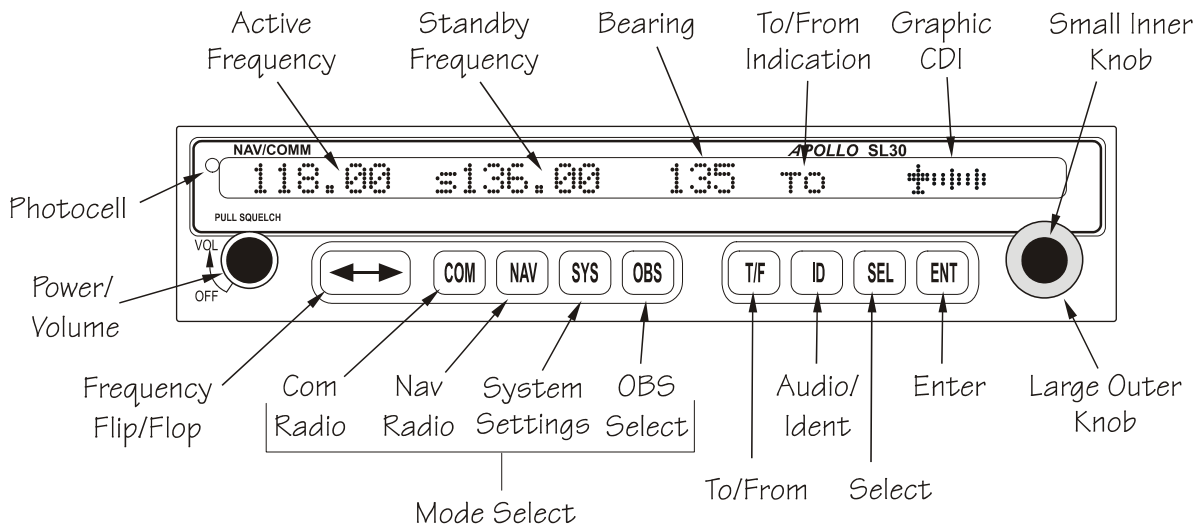 Active
Frequency
Standby
Frequency
Bearing
To/From
Indication
Graphic
CDI
Small Inner
Knob
NAV/COMM
APOLLO SL30
118.00 s136.00 135 TO
Photocell
PULL SQUELCH
VOL
OFF
COM NAV SYS OBS T/F ID SEL ENT
Power/
Volume
Frequency
Flip/Flop
Com
Radio
Nav
Radio
System
Settings
OBS
Select
Audio/
Ident
Enter
Large Outer
Knob
To/From
Select
Mode Select